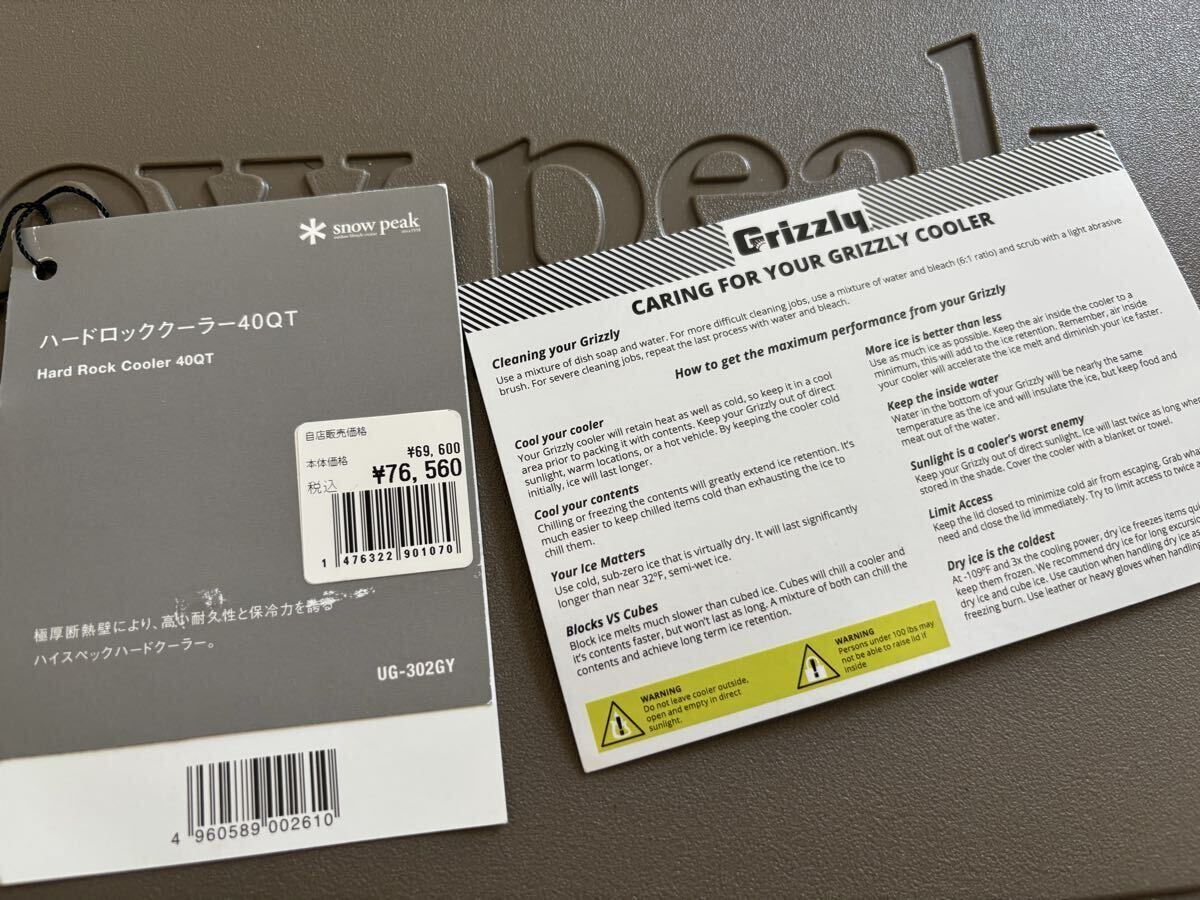 ow peak
snow peak
ハードロッククーラー40QT
Hard Rock Cooler 40QT
自店販売価格
¥69,600
本体価格
¥76,560
税込
1 476322 901070
極厚断熱壁により、高い耐久性と保冷力を誇る
ハイスペックハードクーラー。
UG-302GY
4 960589 002610
Grizzly
CARING FOR YOUR GRIZZLY COOLER
Cleaning your Grizzly
Use a mixture of dish soap and water. For more difficult cleaning jobs, use a mixture of water and bleach (6:1 ratio) and scrub with a light abrasive
brush. For severe cleaning jobs, repeat the last process with water and bleach.
How to get the maximum performance from your Grizzly
Cool your cooler
Your Grizzly cooler will retain heat as well as cold, so keep it in a cool
area prior to packing it with contents. Keep your Grizzly out of direct
sunlight, warm locations, or a hot vehicle. By keeping the cooler cold
initially, ice will last longer.
Cool your contents
Chilling or freezing the contents will greatly extend ice retention. It's
much easier to keep chilled items cold than exhausting the ice to
chill them.
Your Ice Matters
Use cold, sub-zero ice that is virtually dry. It will last significantly
longer than near 32°F, semi-wet ice.
Blocks VS Cubes
Block ice melts much slower than cubed ice. Cubes will chill a cooler and
it's contents faster, but won't last as long. A mixture of both can chill the
contents and achieve long term ice retention.
More ice is better than less
Use as much ice as possible. Keep the air inside the cooler to a
minimum, this will add to the ice retention. Remember, air inside
your cooler will accelerate the ice melt and diminish your ice faster.
Keep the inside water
Water in the bottom of your Grizzly will be nearly the same
temperature as the ice and will insulate the ice, but keep food and
meat out of the water.
Sunlight is a cooler's worst enemy
Keep your Grizzly out of direct sunlight. Ice will last twice as long when
stored in the shade. Cover the cooler with a blanket or towel.
Limit Access
Keep the lid closed to minimize cold air from escaping. Grab what
need and close the lid immediately. Try to limit access to twice a
Dry ice is the coldest
At -109°F and 3x the cooling power, dry ice freezes items
keep them frozen. We recommend dry ice for long
dry ice and cube ice. Use caution when handling dry ice as
freezing burn. Use leather or heavy gloves when handling
WARNING
Do not leave cooler outside,
open and empty in direct
sunlight.
WARNING
Persons under 100 lbs may
not be able to raise lid if
inside